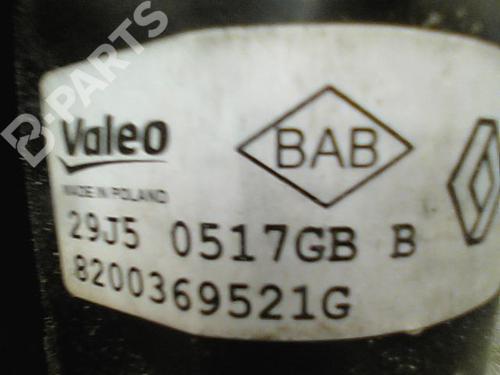 B-PARTS
Valeo
BAB
MADE IN POLAND
29J5 0517GB B
8200369521G